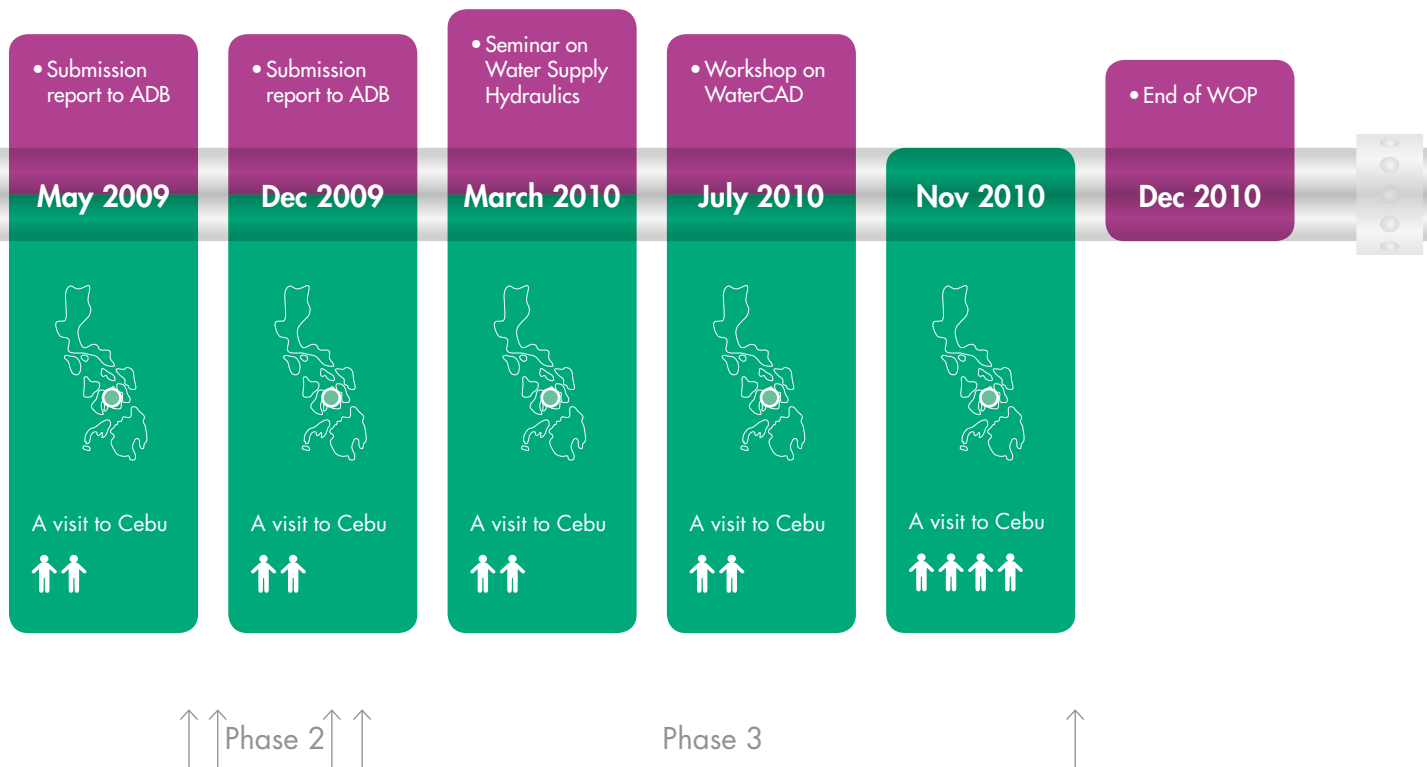 • Submission
report to ADB
May 2009
A visit to Cebu
• Submission
report to ADB
Dec 2009
A visit to Cebu
• Seminar on
Water Supply
Hydraulics
March 2010
A visit to Cebu
• Workshop on
WaterCAD
July 2010
A visit to Cebu
Nov 2010
A visit to Cebu
• End of WOP
Dec 2010
Phase 2
Phase 3